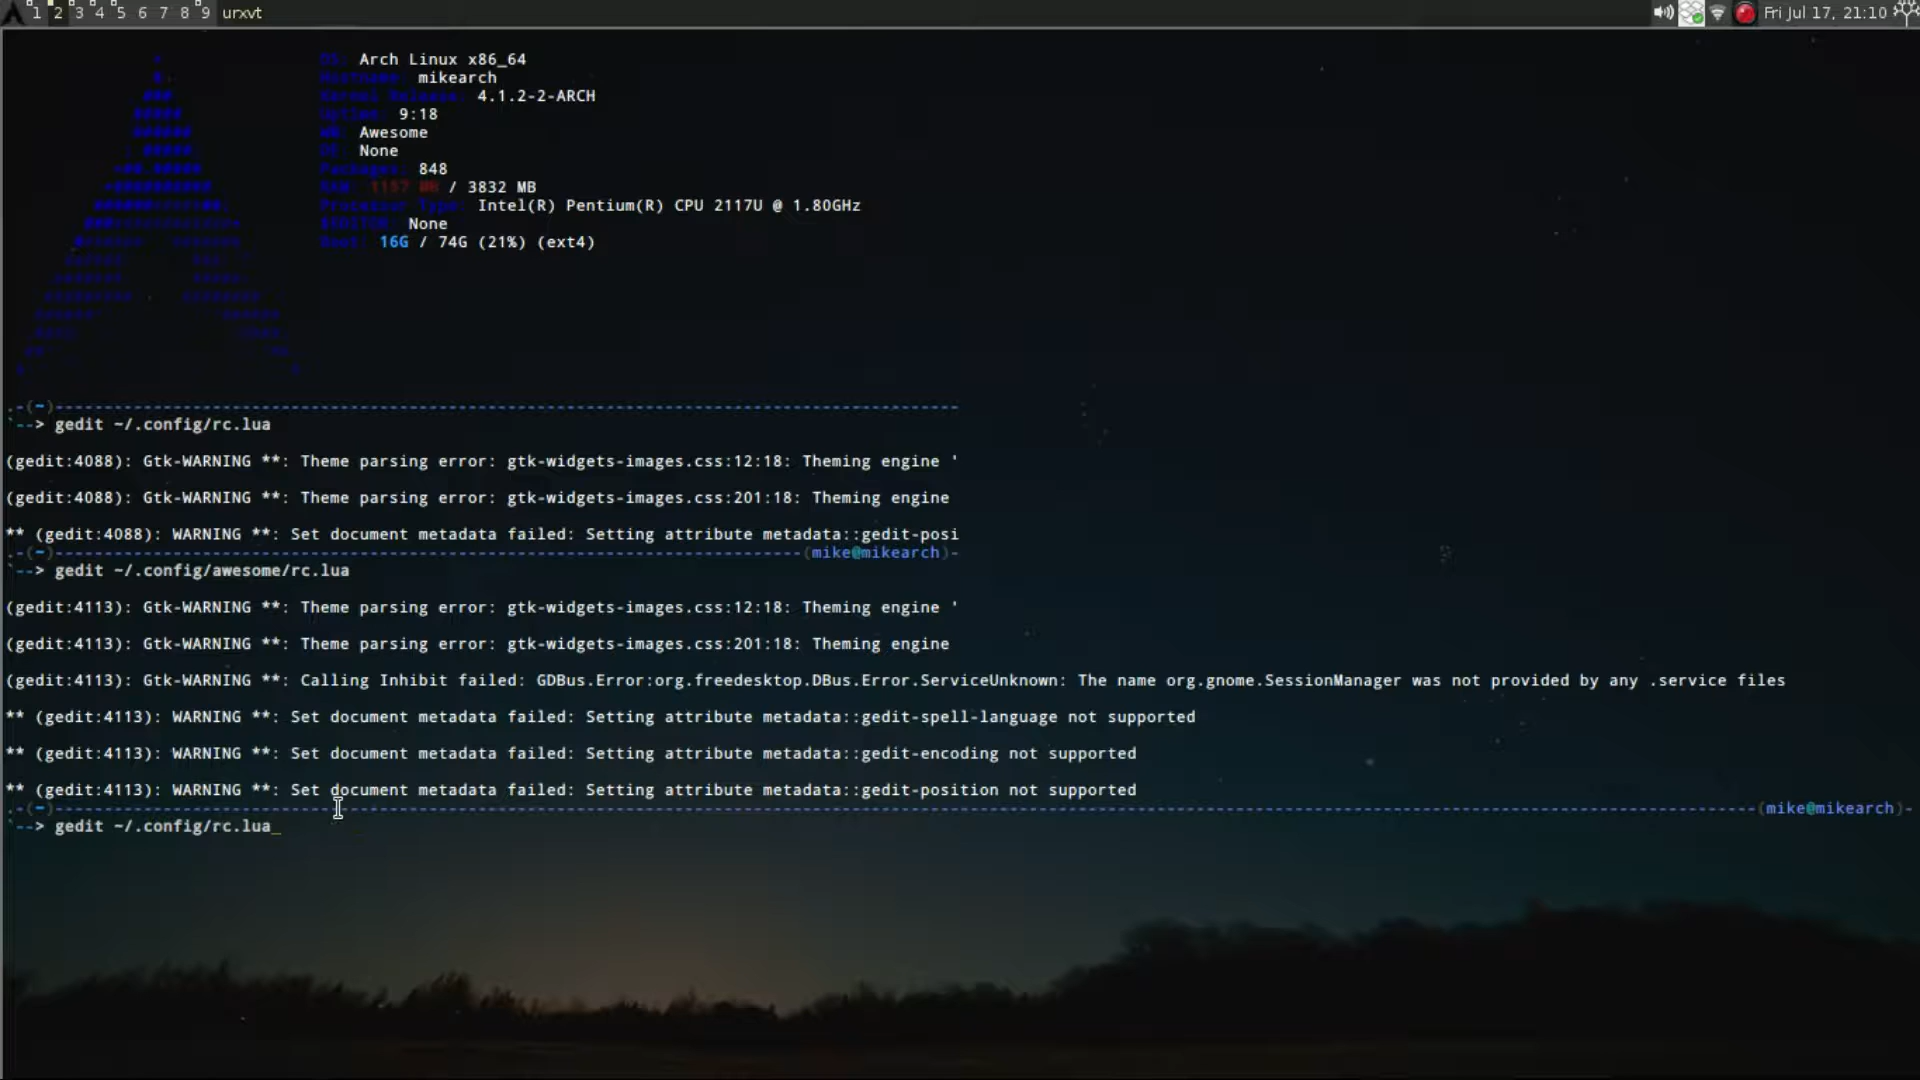 1 2 3 4 5 6 7 8 9 urxvt
Fri Jul 17, 21:10
OS: Arch Linux x86_64
Hostname: mikearch
Kernel Release: 4.1.2-2-ARCH
Uptime: 9:18
WM: Awesome
DE: None
Packages: 848
RAM: 1157 MB / 3832 MB
Processor Type: Intel(R) Pentium(R) CPU 2117U @ 1.80GHz
$EDITOR: None
Root: 16G / 74G (21%) (ext4)
.-(~)------------------------------------------------------------
`--> gedit ~/.config/rc.lua
(gedit:4088): Gtk-WARNING **: Theme parsing error: gtk-widgets-images.css:12:18: Theming engine '
(gedit:4088): Gtk-WARNING **: Theme parsing error: gtk-widgets-images.css:201:18: Theming engine
** (gedit:4088): WARNING **: Set document metadata failed: Setting attribute metadata::gedit-posi
.-(~)------------------------------------------------------------(mike@mikearch)-
`--> gedit ~/.config/awesome/rc.lua
(gedit:4113): Gtk-WARNING **: Theme parsing error: gtk-widgets-images.css:12:18: Theming engine '
(gedit:4113): Gtk-WARNING **: Theme parsing error: gtk-widgets-images.css:201:18: Theming engine
(gedit:4113): Gtk-WARNING **: Calling Inhibit failed: GDBus.Error:org.freedesktop.DBus.Error.ServiceUnknown: The name org.gnome.SessionManager was not provided by any .service files
** (gedit:4113): WARNING **: Set document metadata failed: Setting attribute metadata::gedit-spell-language not supported
** (gedit:4113): WARNING **: Set document metadata failed: Setting attribute metadata::gedit-encoding not supported
** (gedit:4113): WARNING **: Set document metadata failed: Setting attribute metadata::gedit-position not supported
.-(~)------------------------------------------------------------(mike@mikearch)-
`--> gedit ~/.config/rc.lua_